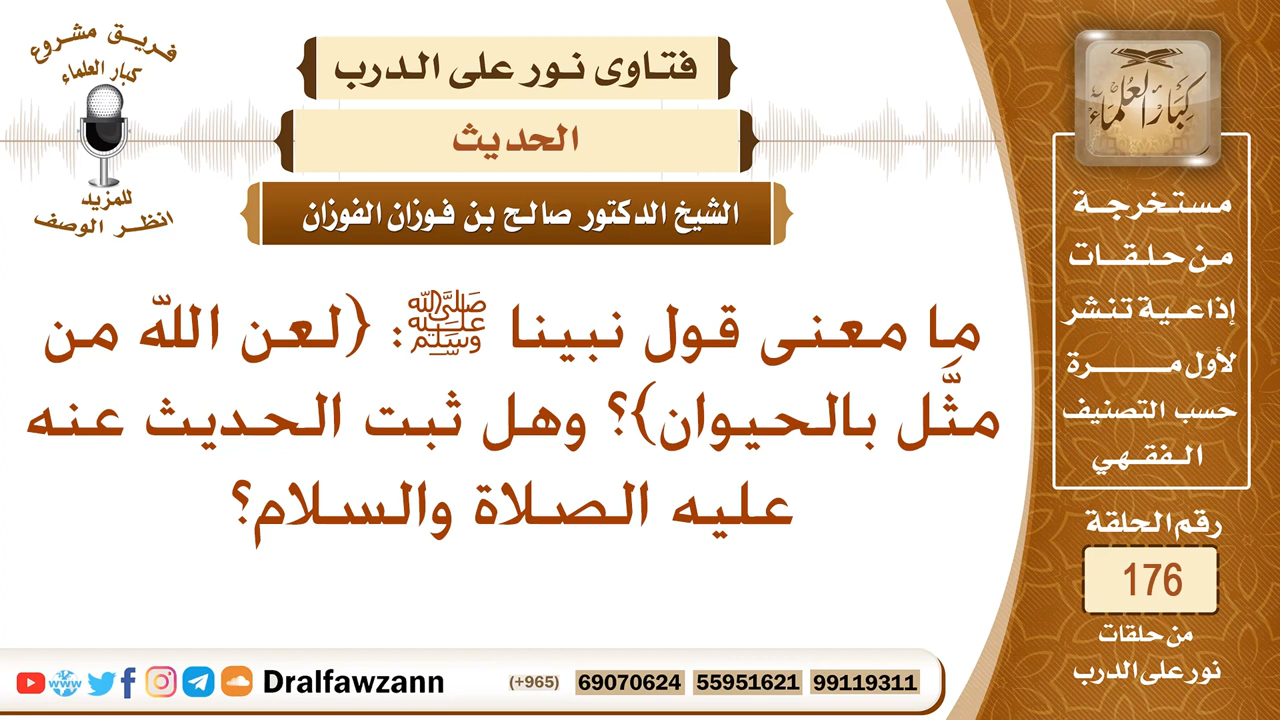 فريق مشروع
كبار العلماء
للمزيد
انظر الوصف
فتاوى نور على الدرب
الحديث
الشيخ الدكتور صالح بن فوزان الفوزان
ما معنى قول نبينا ﷺ: {لعن الله من
مثَّل بالحيوان}؟ وهل ثبت الحديث عنه
عليه الصلاة والسلام؟
كبار العلماء
مستخرجة
من حلقات
إذاعية تنشر
لأول مرة
حسب التصنيف
الفقهي
رقم الحلقة
176
من حلقات
نور على الدرب
www Dralfawzann (+965) 69070624 55951621 99119311